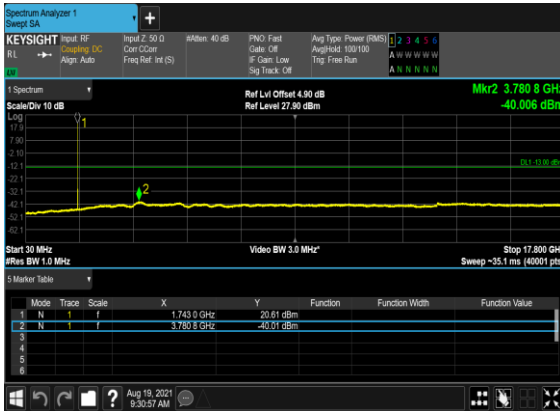 Spectrum Analyzer 1
Swept SA
+
KEYSIGHT Input: RF Input Z: 50 Ω #Atten: 40 dB PNO: Fast Avg Type: Power (RMS) 1 2 3 4 5 6
RL Coupling: DC Corr CCorr Gate: Off Avg|Hold: 100/100 A W W W W W
Align: Auto Freq Ref: Int (S) IF Gain: Low Trig: Free Run
Sig Track: Off A N N N N N
1 Spectrum Ref Lvl Offset 4.90 dB Mkr2 3.780 8 GHz
Scale/Div 10 dB Ref Level 27.90 dBm -40.006 dBm
Log
17.9
7.90
-2.10
-12.1
-22.1
-32.1
-42.1
-52.1
-62.1
1
2
DL1 -13.00 dBm
Start 30 MHz Video BW 3.0 MHz* Stop 17.800 GHz
#Res BW 1.0 MHz Sweep ~35.1 ms (40001 pts)
5 Marker Table
Mode Trace Scale X Y Function Function Width Function Value
1 N 1 f 1.743 0 GHz 20.61 dBm
2 N 1 f 3.780 8 GHz -40.01 dBm
3
4
5
6
? Aug 19, 2021
9:30:57 AM